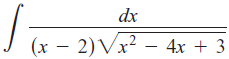 ∫ dx / ((x − 2)√(x² − 4x + 3))